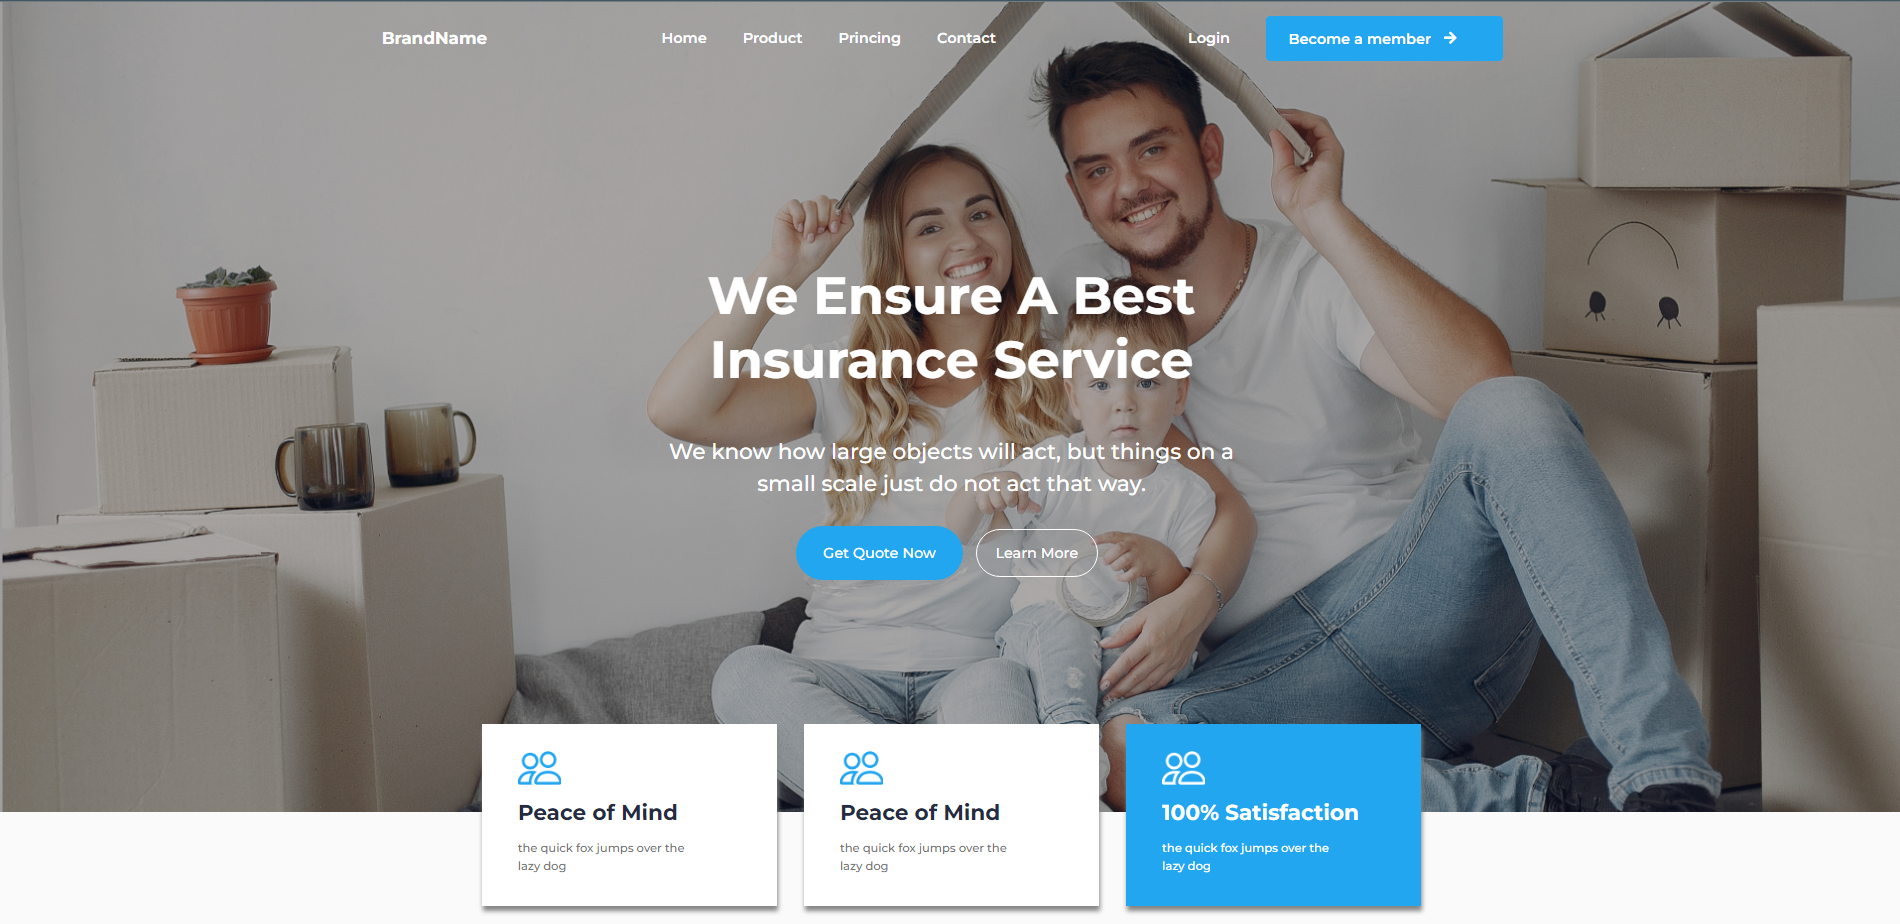 BrandName
Home
Product
Princing
Contact
Login
Become a member
We Ensure A Best
Insurance Service
We know how large objects will act, but things on a
small scale just do not act that way.
Get Quote Now
Learn More
Peace of Mind
the quick fox jumps over the
lazy dog
Peace of Mind
the quick fox jumps over the
lazy dog
100% Satisfaction
the quick fox jumps over the
lazy dog